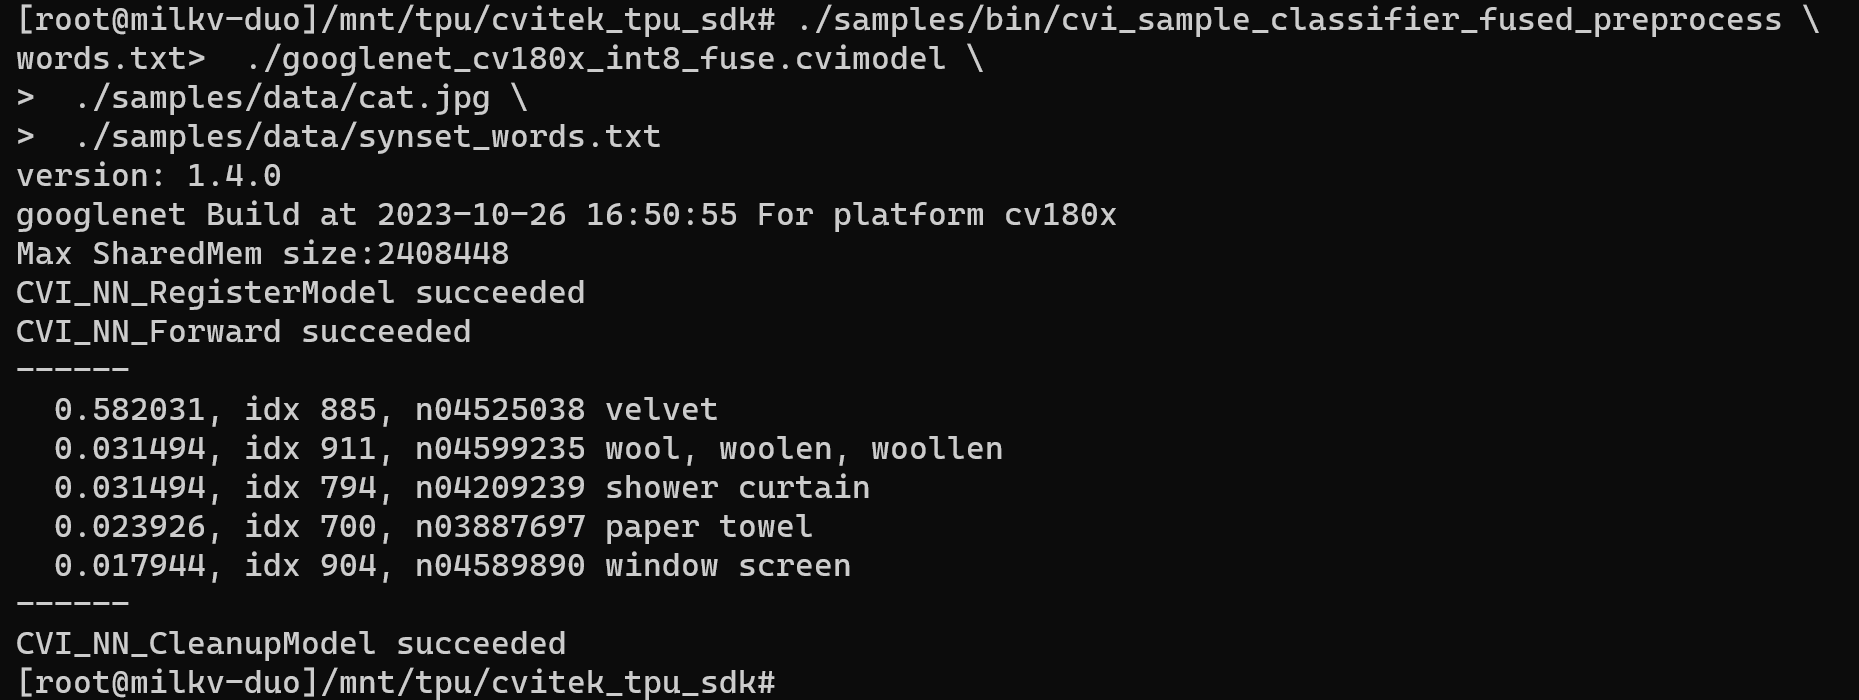 [root@milkv-duo]/mnt/tpu/cvitek_tpu_sdk# ./samples/bin/cvi_sample_classifier_fused_preprocess \
words.txt>  ./googlenet_cv180x_int8_fuse.cvimodel \
>  ./samples/data/cat.jpg \
>  ./samples/data/synset_words.txt
version: 1.4.0
googlenet Build at 2023-10-26 16:50:55 For platform cv180x
Max SharedMem size:2408448
CVI_NN_RegisterModel succeeded
CVI_NN_Forward succeeded
------
  0.582031, idx 885, n04525038 velvet
  0.031494, idx 911, n04599235 wool, woolen, woollen
  0.031494, idx 794, n04209239 shower curtain
  0.023926, idx 700, n03887697 paper towel
  0.017944, idx 904, n04589890 window screen
------
CVI_NN_CleanupModel succeeded
[root@milkv-duo]/mnt/tpu/cvitek_tpu_sdk#